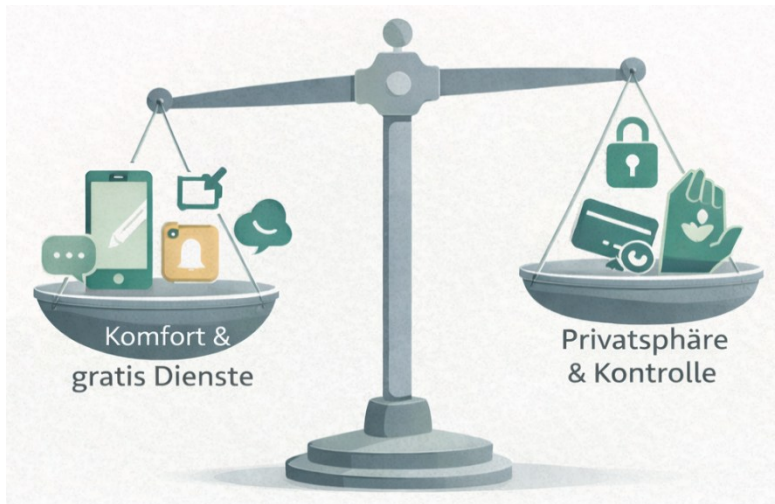 Komfort &
gratis Dienste
Privatsphäre
& Kontrolle